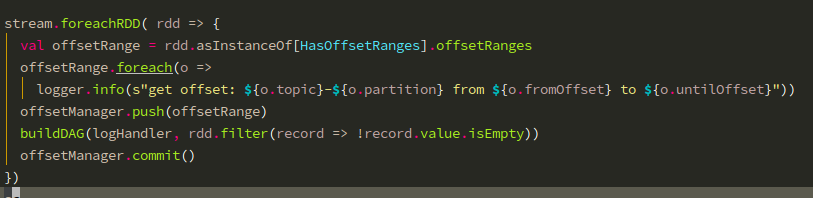 stream.foreachRDD( rdd => {
val offsetRange = rdd.asInstanceOf[HasOffsetRanges].offsetRanges
offsetRange.foreach(o =>
logger.info(s"get offset: ${o.topic}-${o.partition} from ${o.fromOffset} to ${o.untilOffset}"))
offsetManager.push(offsetRange)
buildDAG(logHandler, rdd.filter(record => !record.value.isEmpty))
offsetManager.commit()
})